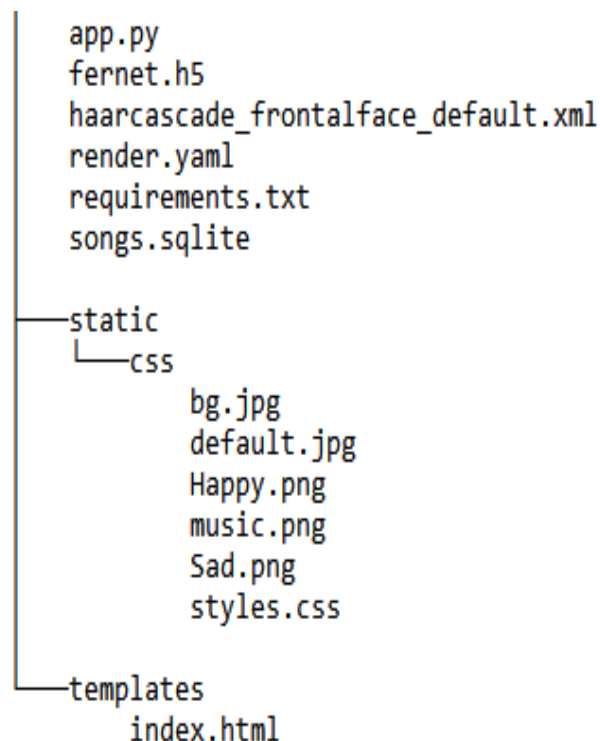 app.py
fernet.h5
haarcascade_frontalface_default.xml
render.yaml
requirements.txt
songs.sqlite
static
css
bg.jpg
default.jpg
Happy.png
music.png
Sad.png
styles.css
templates
index.html